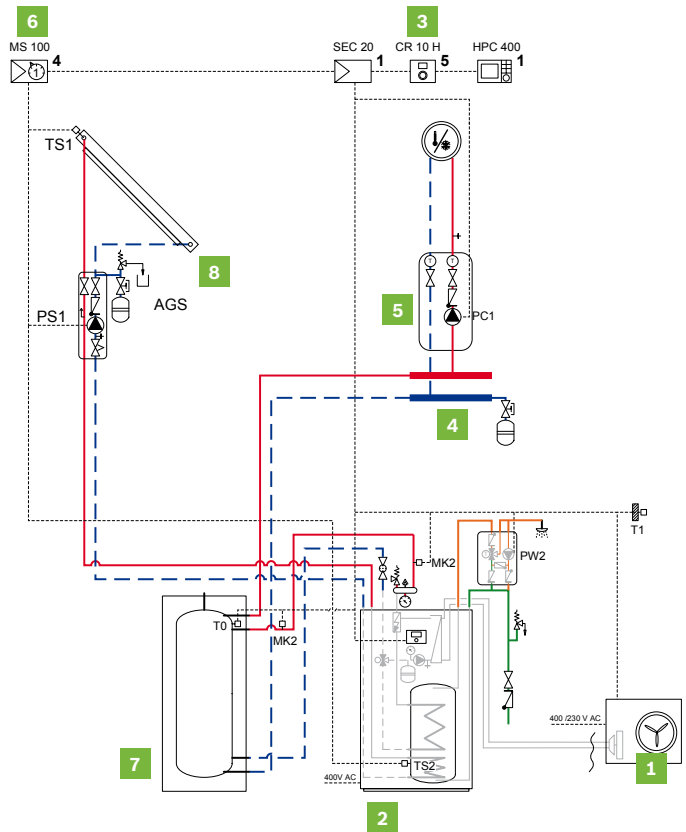 6
3
MS 100
SEC 20
CR 10 H
HPC 400
1
4
1
5
1
TS1
8
T
T
AGS
5
PS1
PC1
4
T1
MK2
PW2
T0
MK2
400 /230 V AC
7
TS2
1
400V AC
2